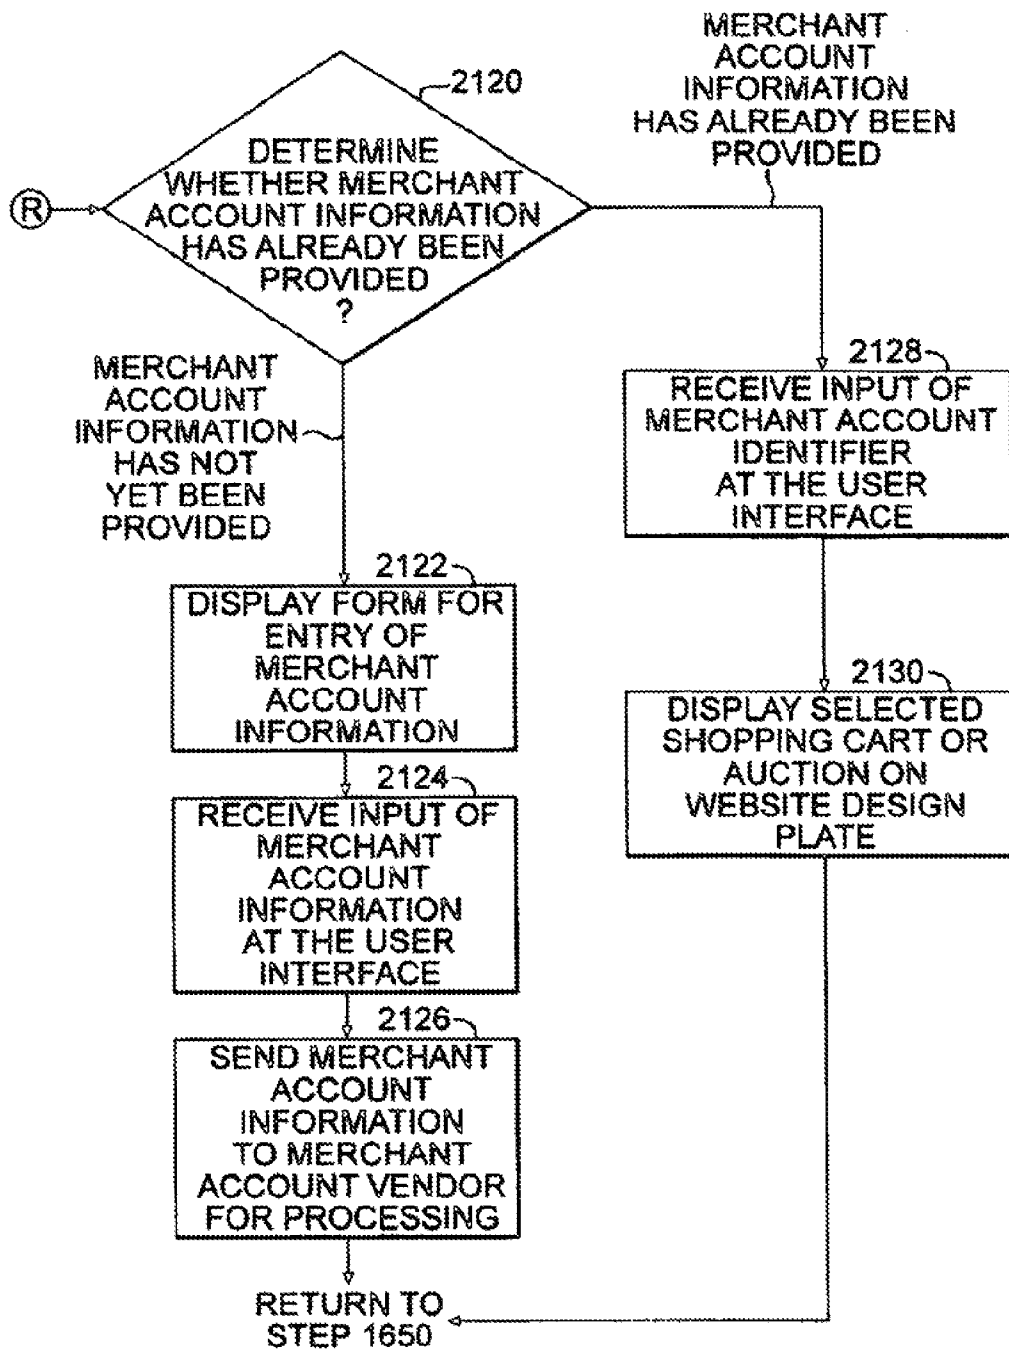 MERCHANT
ACCOUNT
INFORMATION
HAS ALREADY BEEN
PROVIDED
2120
DETERMINE
WHETHER MERCHANT
ACCOUNT INFORMATION
HAS ALREADY BEEN
PROVIDED
?
R
MERCHANT
ACCOUNT
INFORMATION
HAS NOT
YET BEEN
PROVIDED
2128
RECEIVE INPUT OF
MERCHANT ACCOUNT
IDENTIFIER
AT THE USER
INTERFACE
2122
DISPLAY FORM FOR
ENTRY OF
MERCHANT
ACCOUNT
INFORMATION
2130
DISPLAY SELECTED
SHOPPING CART OR
AUCTION ON
WEBSITE DESIGN
PLATE
2124
RECEIVE INPUT OF
MERCHANT
ACCOUNT
INFORMATION
AT THE USER
INTERFACE
2126
SEND MERCHANT
ACCOUNT
INFORMATION
TO MERCHANT
ACCOUNT VENDOR
FOR PROCESSING
RETURN TO
STEP 1650